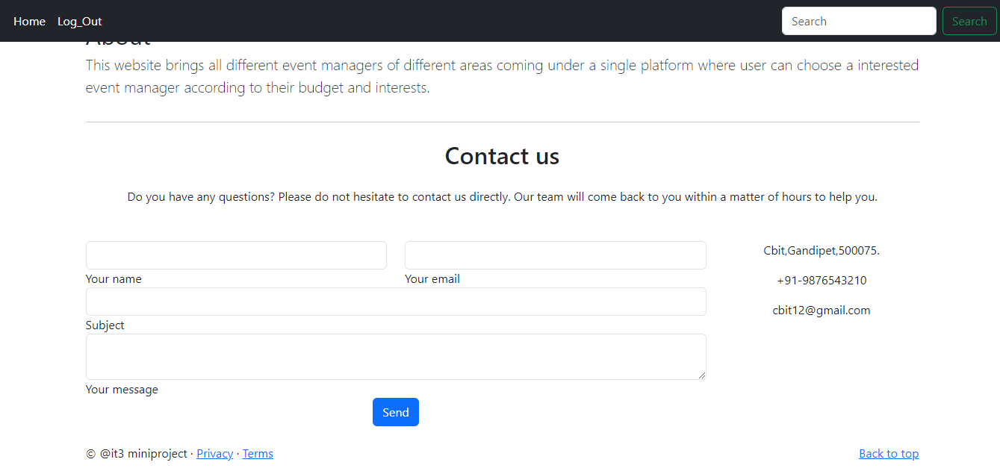 Home Log_Out Search Search
About
This website brings all different event managers of different areas coming under a single platform where user can choose a interested
event manager according to their budget and interests.
Contact us
Do you have any questions? Please do not hesitate to contact us directly. Our team will come back to you within a matter of hours to help you.
Your name
Your email
Subject
Your message
Send
Cbit,Gandipet,500075.
+91-9876543210
cbit12@gmail.com
© @it3 miniproject · Privacy · Terms
Back to top